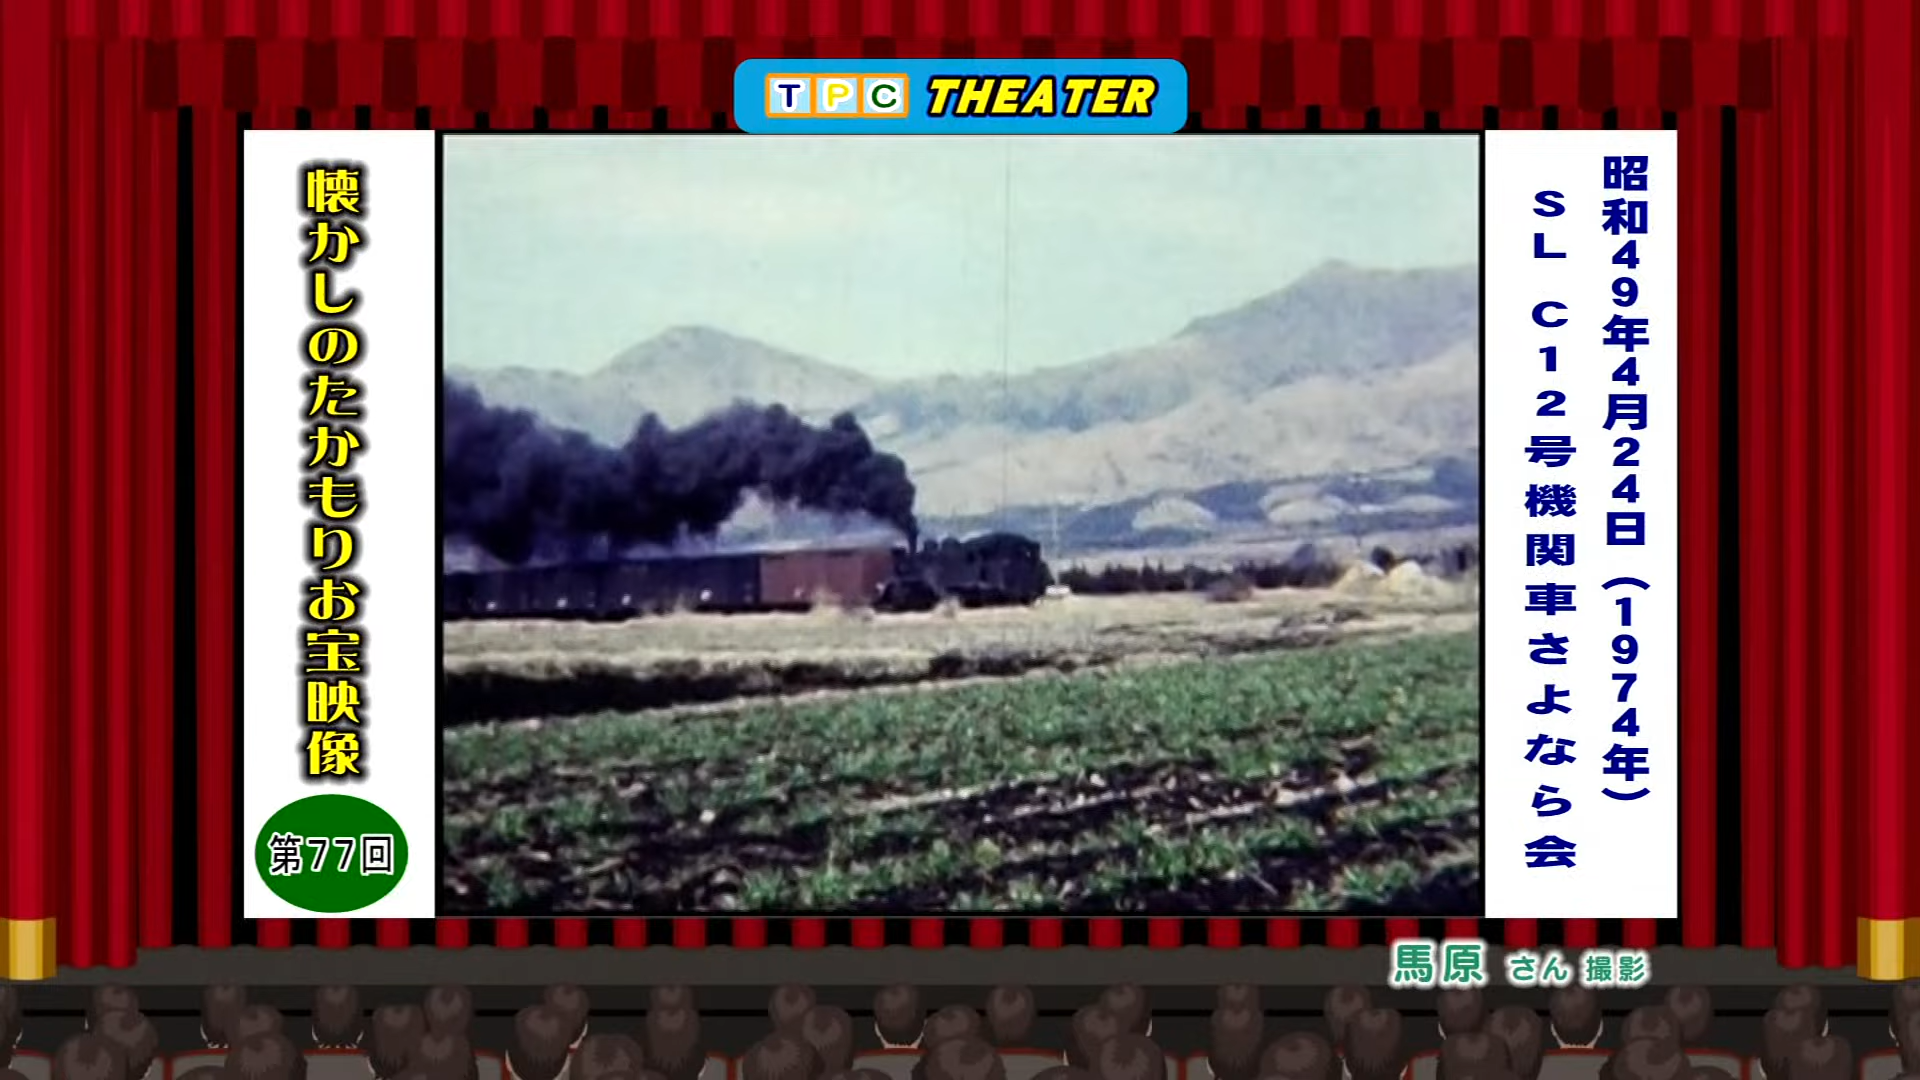 TPC THEATER
昭和49年4月24日（1974年）
SL C12号機関車さよなら会
懐かしのたかもりお宝映像
第77回
馬原 さん 撮影